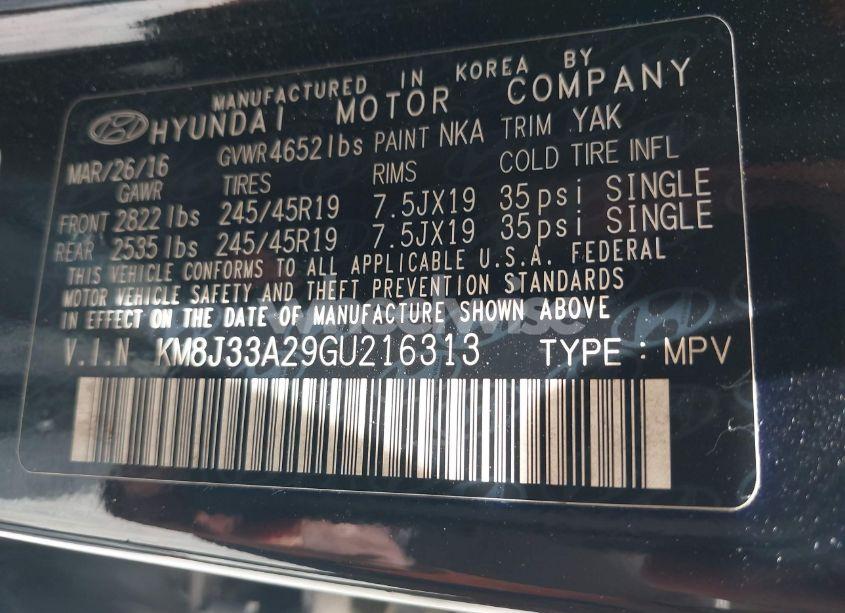 MANUFACTURED IN KOREA BY
HYUNDAI MOTOR COMPANY
MAR/26/16 GVWR 4652 lbs PAINT NKA TRIM YAK
GAWR TIRES RIMS COLD TIRE INFL
FRONT 2822 lbs 245/45R19 7.5JX19 35psi SINGLE
REAR 2535 lbs 245/45R19 7.5JX19 35psi SINGLE
THIS VEHICLE CONFORMS TO ALL APPLICABLE U.S.A. FEDERAL
MOTOR VEHICLE SAFETY AND THEFT PREVENTION STANDARDS
IN EFFECT ON THE DATE OF MANUFACTURE SHOWN ABOVE
V.I.N KM8J33A29GU216313 TYPE : MPV